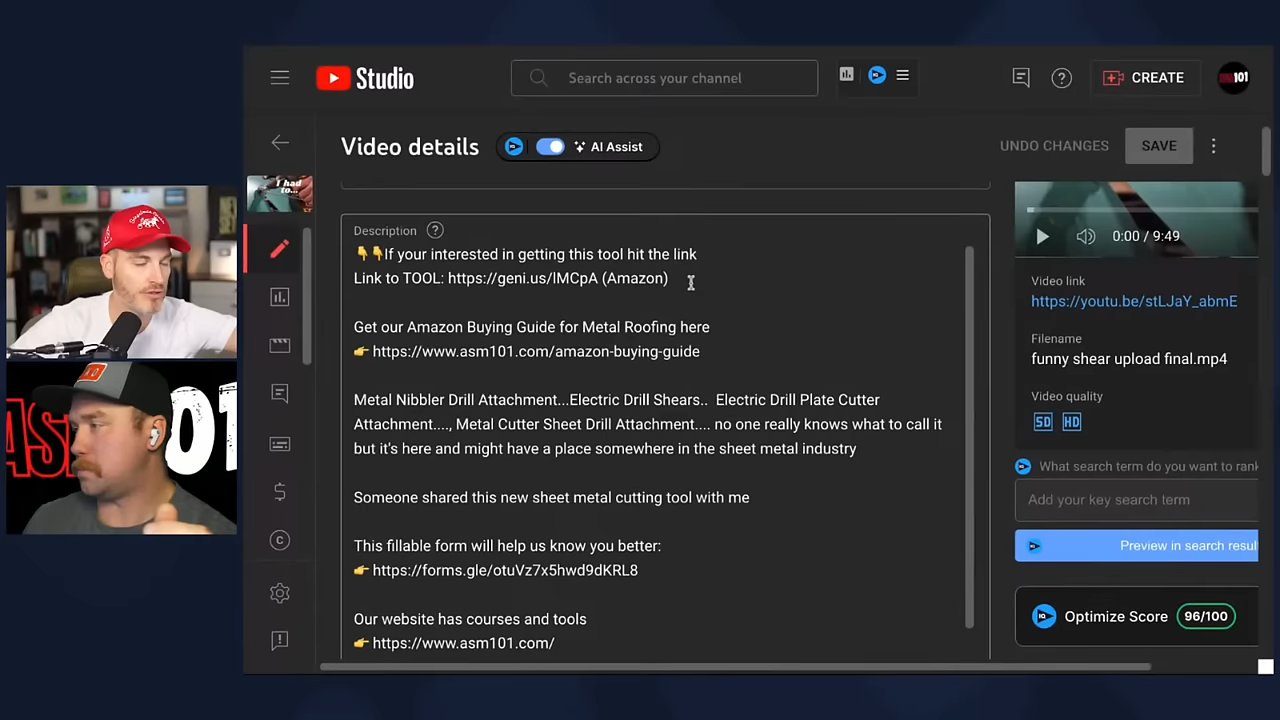 Studio
Search across your channel
CREATE
101
Video details
AI Assist
UNDO CHANGES
SAVE
I had
to...
Description
👇👇If your interested in getting this tool hit the link
Link to TOOL: https://geni.us/lMCpA (Amazon)
Get our Amazon Buying Guide for Metal Roofing here
👉 https://www.asm101.com/amazon-buying-guide
Metal Nibbler Drill Attachment...Electric Drill Shears..  Electric Drill Plate Cutter
Attachment...., Metal Cutter Sheet Drill Attachment.... no one really knows what to call it
but it's here and might have a place somewhere in the sheet metal industry
Someone shared this new sheet metal cutting tool with me
This fillable form will help us know you better:
👉 https://forms.gle/otuVz7x5hwd9dKRL8
Our website has courses and tools
👉 https://www.asm101.com/
0:00 / 9:49
Video link
https://youtu.be/stLJaY_abmE
Filename
funny shear upload final.mp4
Video quality
SD HD
What search term do you want to rank
Add your key search term
Preview in search resul
Optimize Score 96/100